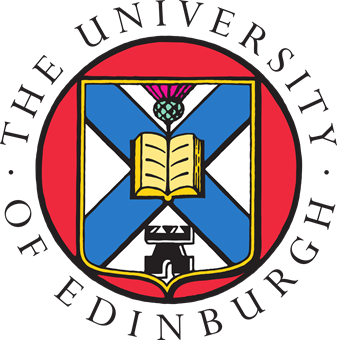 · THE UNIVERSITY ·
OF EDINBURGH